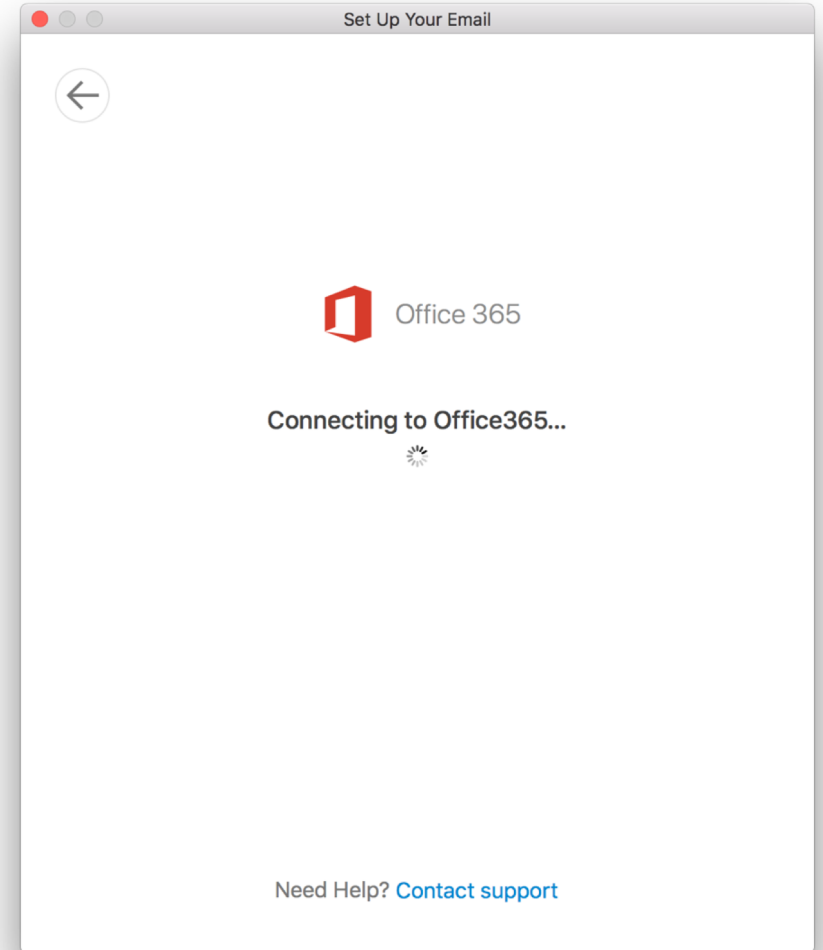 Set Up Your Email
Office 365
Connecting to Office365...
Need Help? Contact support